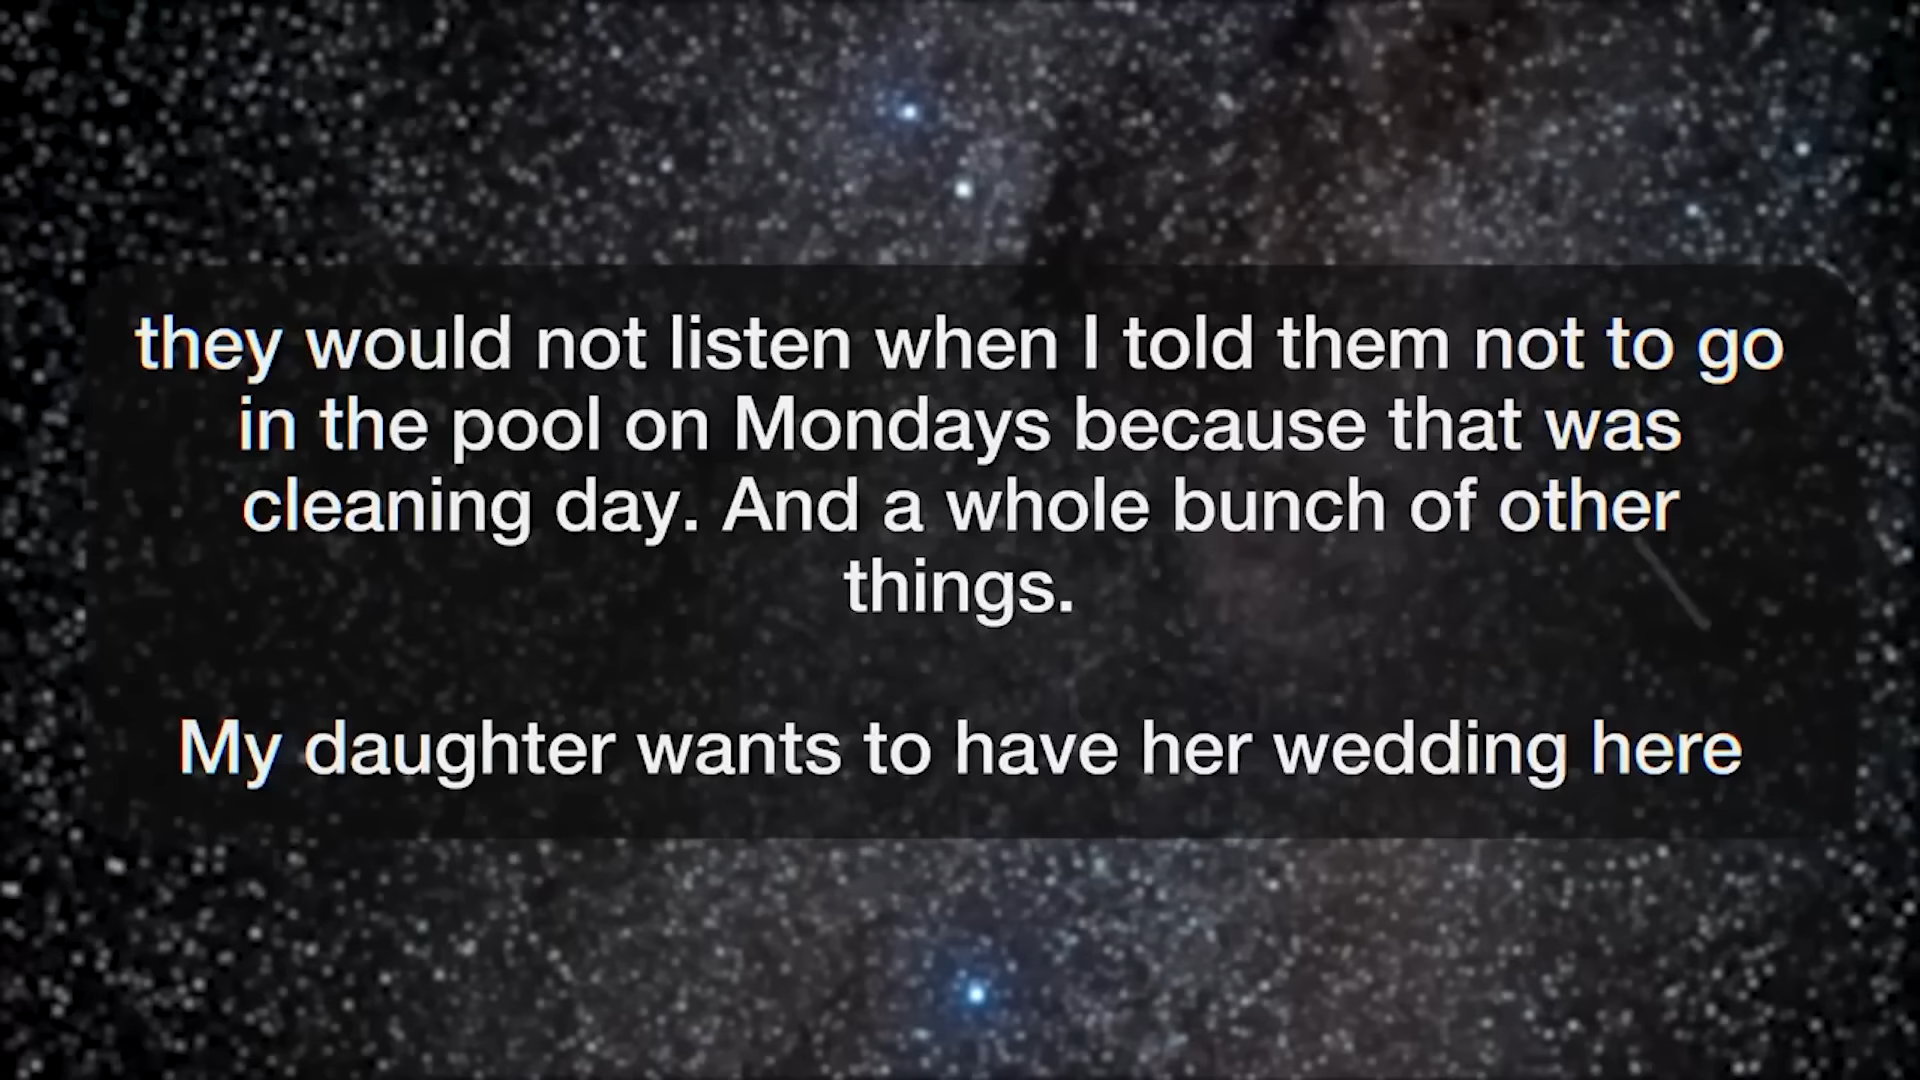 they would not listen when I told them not to go
in the pool on Mondays because that was
cleaning day. And a whole bunch of other
things.
My daughter wants to have her wedding here